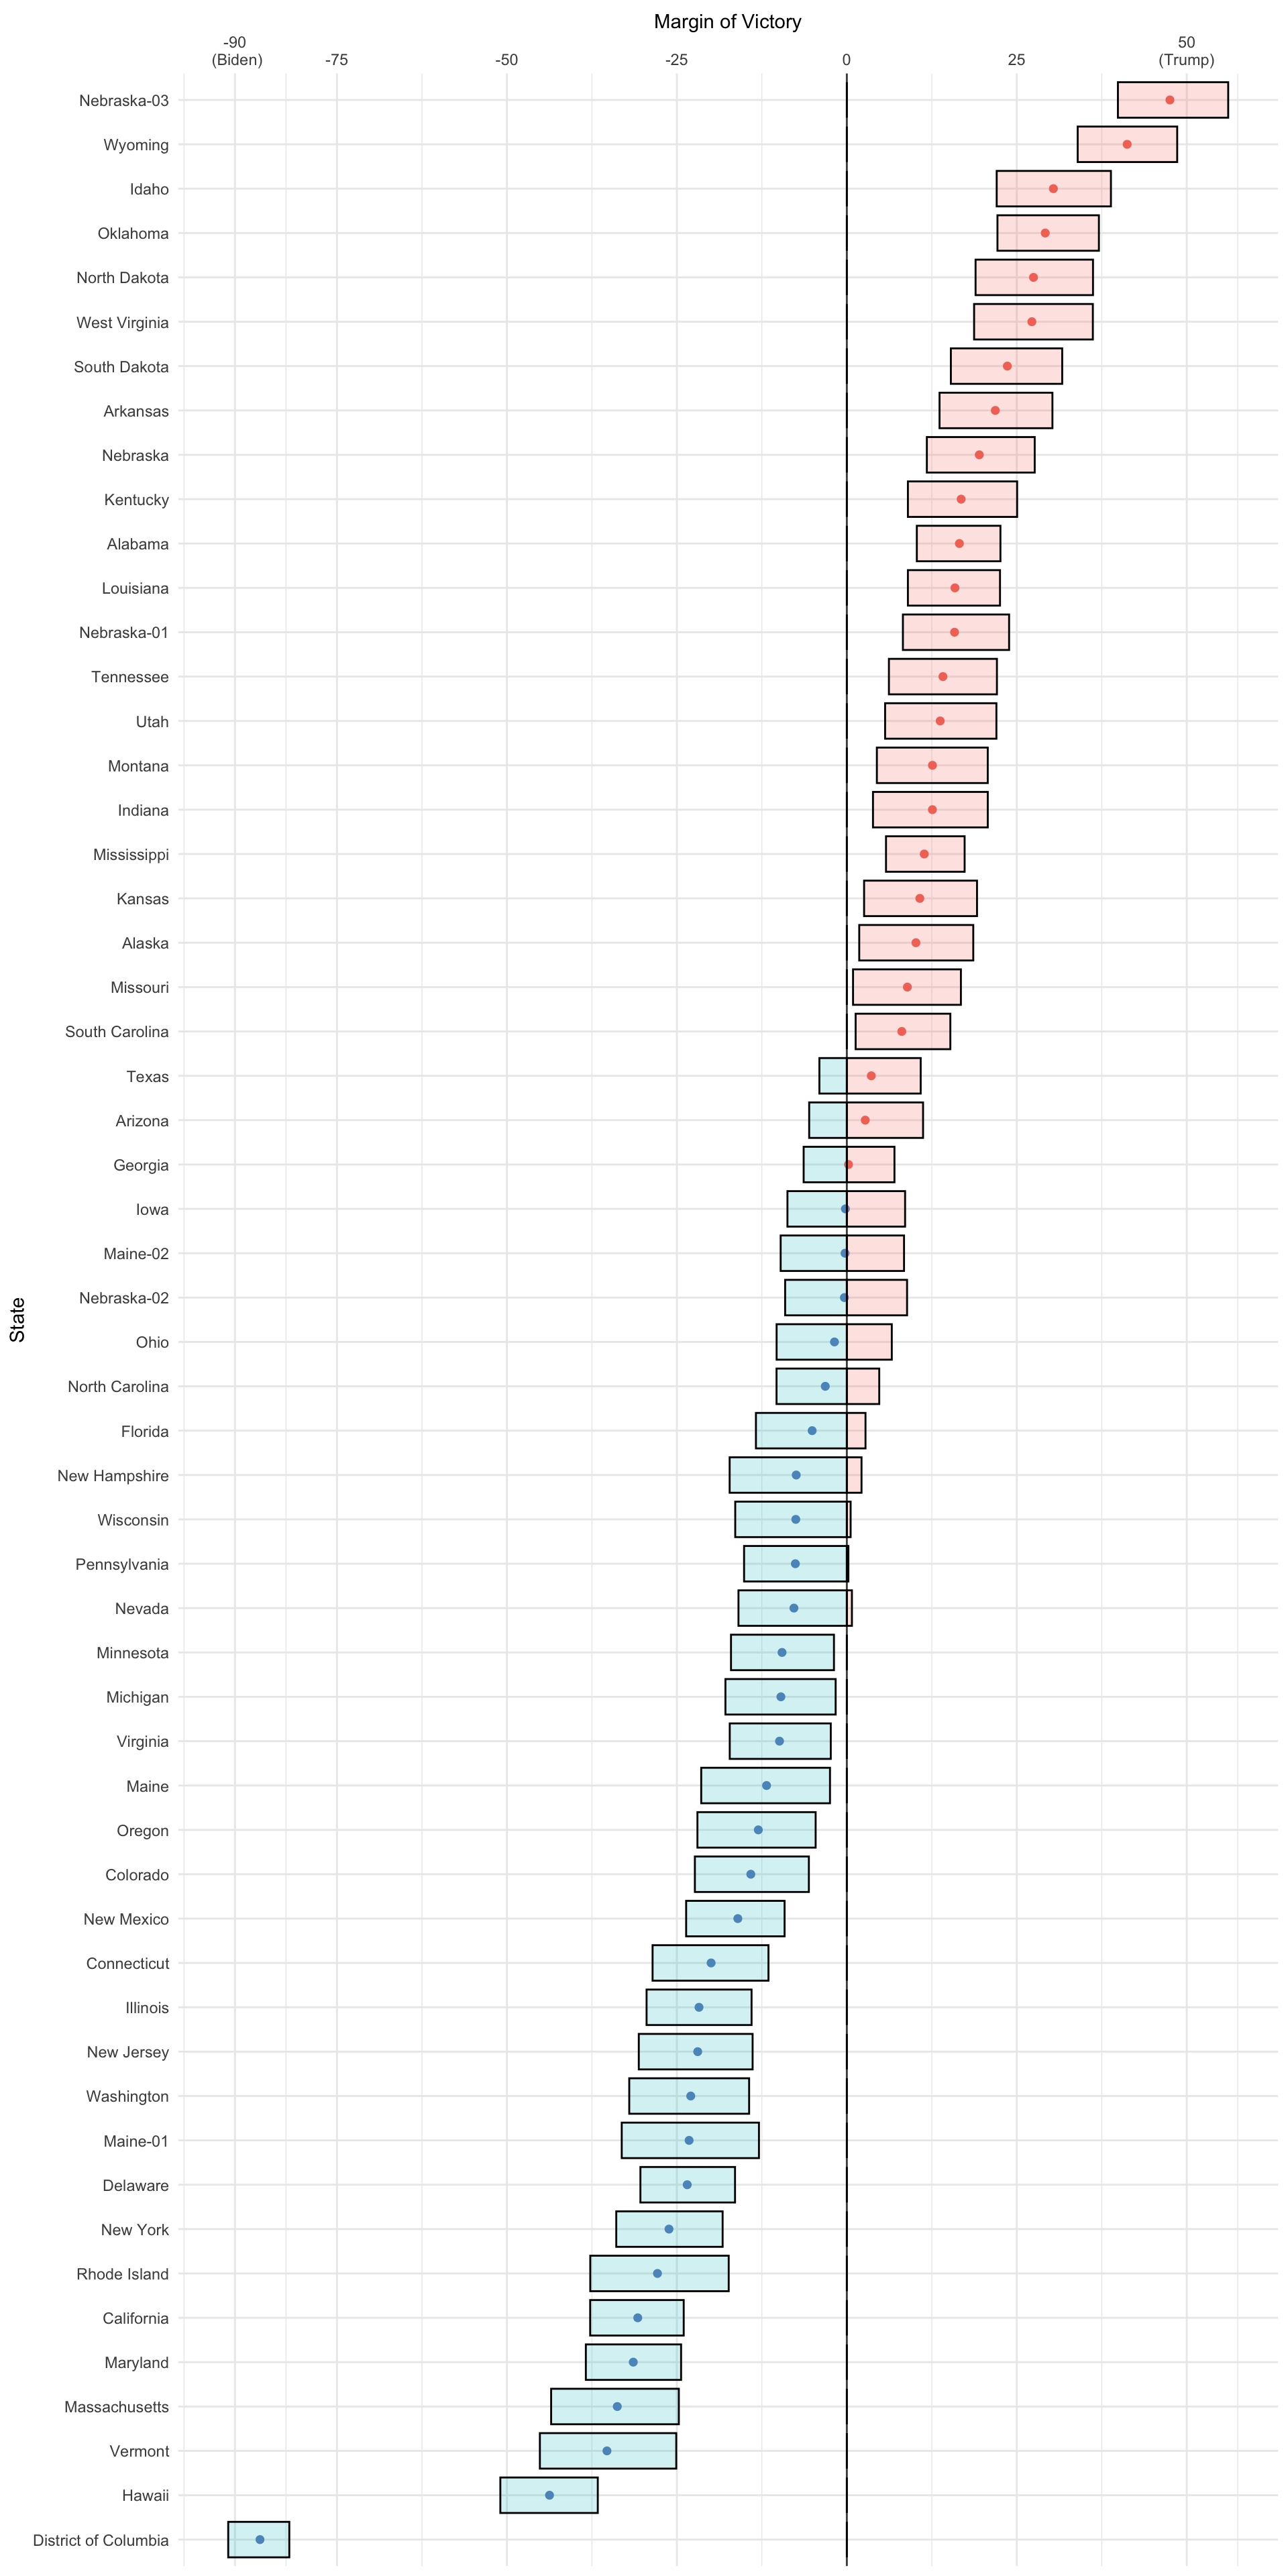 Margin of Victory
-90 50
(Biden) -75 -50 -25 0 25 (Trump)
Nebraska-03
Wyoming
Idaho
Oklahoma
North Dakota
West Virginia
South Dakota
Arkansas
Nebraska
Kentucky
Alabama
Louisiana
Nebraska-01
Tennessee
Utah
Montana
Indiana
Mississippi
Kansas
Alaska
Missouri
South Carolina
Texas
Arizona
Georgia
Iowa
Maine-02
Nebraska-02
State
Ohio
North Carolina
Florida
New Hampshire
Wisconsin
Pennsylvania
Nevada
Minnesota
Michigan
Virginia
Maine
Oregon
Colorado
New Mexico
Connecticut
Illinois
New Jersey
Washington
Maine-01
Delaware
New York
Rhode Island
California
Maryland
Massachusetts
Vermont
Hawaii
District of Columbia